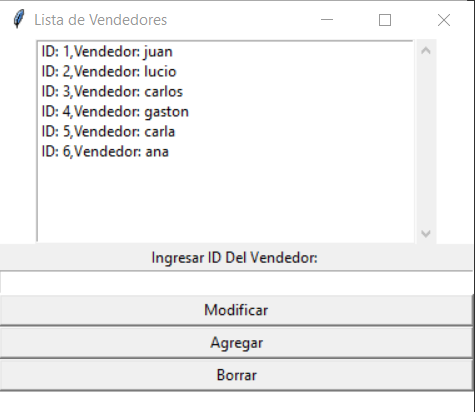 Lista de Vendedores
ID: 1,Vendedor: juan
ID: 2,Vendedor: lucio
ID: 3,Vendedor: carlos
ID: 4,Vendedor: gaston
ID: 5,Vendedor: carla
ID: 6,Vendedor: ana
Ingresar ID Del Vendedor:
Modificar
Agregar
Borrar